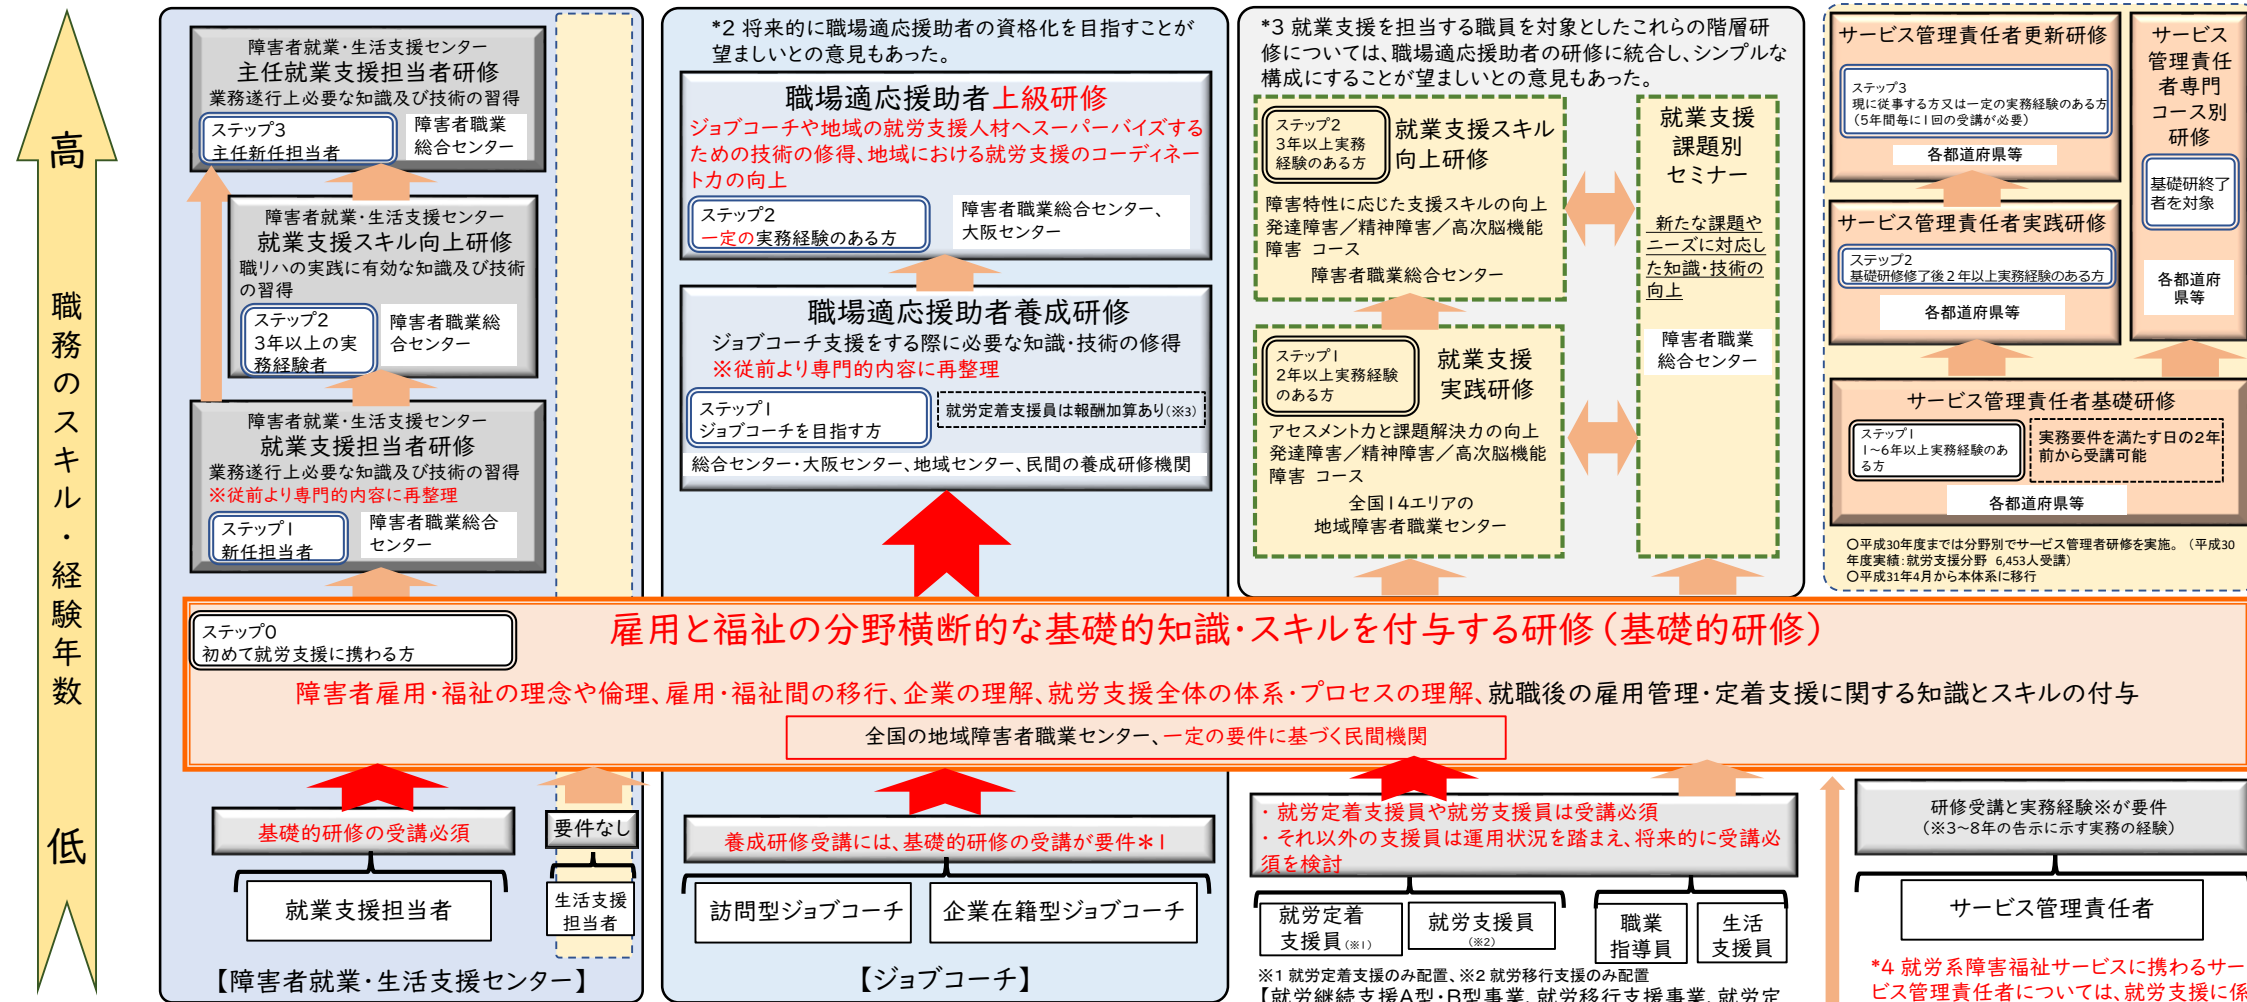 高
職務のスキル・経験年数
低
障害者就業・生活支援センター
主任就業支援担当者研修
業務遂行上必要な知識及び技術の習得
ステップ3
主任新任担当者
障害者職業
総合センター
障害者就業・生活支援センター
就業支援スキル向上研修
職リハの実践に有効な知識及び技術
の習得
ステップ2
3年以上の実
務経験者
障害者職業総
合センター
障害者就業・生活支援センター
就業支援担当者研修
業務遂行上必要な知識及び技術の習得
※従前より専門的内容に再整理
ステップ1
新任担当者
障害者職業総合
センター
*2 将来的に職場適応援助者の資格化を目指すことが
望ましいとの意見もあった。
職場適応援助者上級研修
ジョブコーチや地域の就労支援人材へスーパーバイズする
ための技術の修得、地域における就労支援のコーディネー
ト力の向上
ステップ2
一定の実務経験のある方
障害者職業総合センター、
大阪センター
職場適応援助者養成研修
ジョブコーチ支援をする際に必要な知識・技術の修得
※従前より専門的内容に再整理
ステップ1
ジョブコーチを目指す方
就労定着支援員は報酬加算あり(※3)
総合センター・大阪センター、地域センター、民間の養成研修機関
*3 就業支援を担当する職員を対象としたこれらの階層研
修については、職場適応援助者の研修に統合し、シンプルな
構成にすることが望ましいとの意見もあった。
ステップ2
3年以上実務
経験のある方
就業支援スキル
向上研修
障害特性に応じた支援スキルの向上
発達障害／精神障害／高次脳機能
障害 コース
障害者職業総合センター
ステップ1
2年以上実務経験
のある方
就業支援
実践研修
アセスメント力と課題解決力の向上
発達障害／精神障害／高次脳機能
障害 コース
全国14エリアの
地域障害者職業センター
就業支援
課題別
セミナー
新たな課題や
ニーズに対応し
た知識・技術の
向上
障害者職業
総合センター
サービス管理責任者更新研修
ステップ3
現に従事する方又は一定の実務経験のある方
（5年間毎に1回の受講が必要）
各都道府県等
サービス管理責任者実践研修
ステップ2
基礎研修修了後２年以上実務経験のある方
各都道府県等
サービス
管理責任
者専門
コース別
研修
基礎研終了
者を対象
各都道府
県等
サービス管理責任者基礎研修
ステップ1
1～6年以上実務経験のあ
る方
実務要件を満たす日の2年
前から受講可能
各都道府県等
○平成30年度までは分野別でサービス管理者研修を実施。（平成30
年度実績：就労支援分野 6,453人受講）
○平成31年4月から本体系に移行
ステップ0
初めて就労支援に携わる方
雇用と福祉の分野横断的な基礎的知識・スキルを付与する研修（基礎的研修）
障害者雇用・福祉の理念や倫理、雇用・福祉間の移行、企業の理解、就労支援全体の体系・プロセスの理解、就職後の雇用管理・定着支援に関する知識とスキルの付与
全国の地域障害者職業センター、一定の要件に基づく民間機関
基礎的研修の受講必須
要件なし
就業支援担当者
生活支援
担当者
【障害者就業・生活支援センター】
養成研修受講には、基礎的研修の受講が要件＊1
訪問型ジョブコーチ
企業在籍型ジョブコーチ
【ジョブコーチ】
・就労定着支援員や就労支援員は受講必須
・それ以外の支援員は運用状況を踏まえ、将来的に受講必
須を検討
就労定着
支援員(※1)
就労支援員
(※2)
職業
指導員
生活
支援員
※1 就労定着支援のみ配置、※2 就労移行支援のみ配置
【就労継続支援A型・B型事業、就労移行支援事業、就労定
研修受講と実務経験※が要件
（※3～8年の告示に示す実務の経験）
サービス管理責任者
*4 就労系障害福祉サービスに携わるサー
ビス管理責任者については、就労支援に係